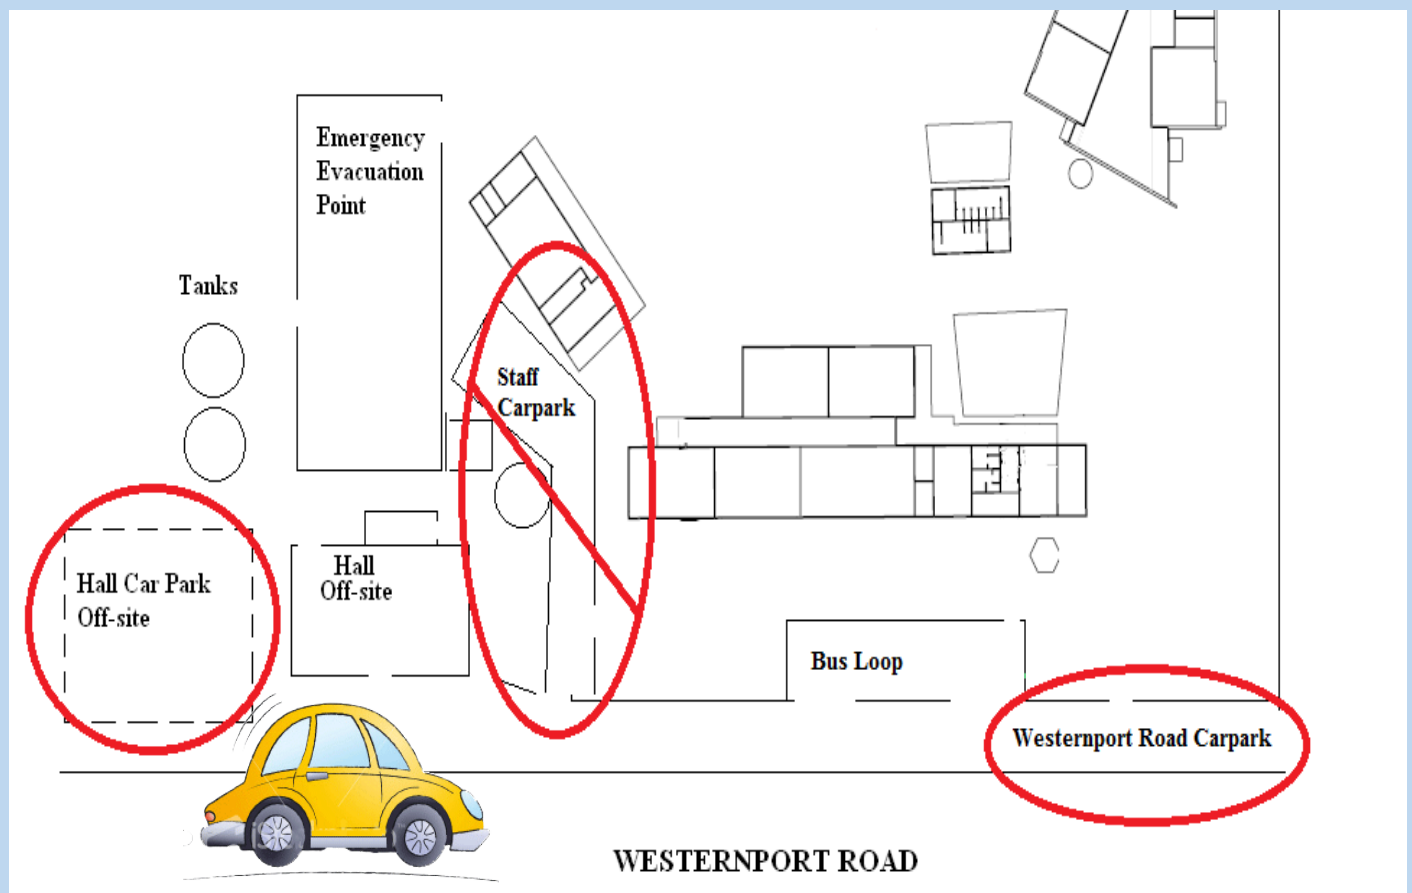 Emergency
Evacuation
Point
Tanks
Staff
Carpark
Hall Car Park
Off-site
Hall
Off-site
Bus Loop
Westernport Road Carpark
WESTERNPORT ROAD